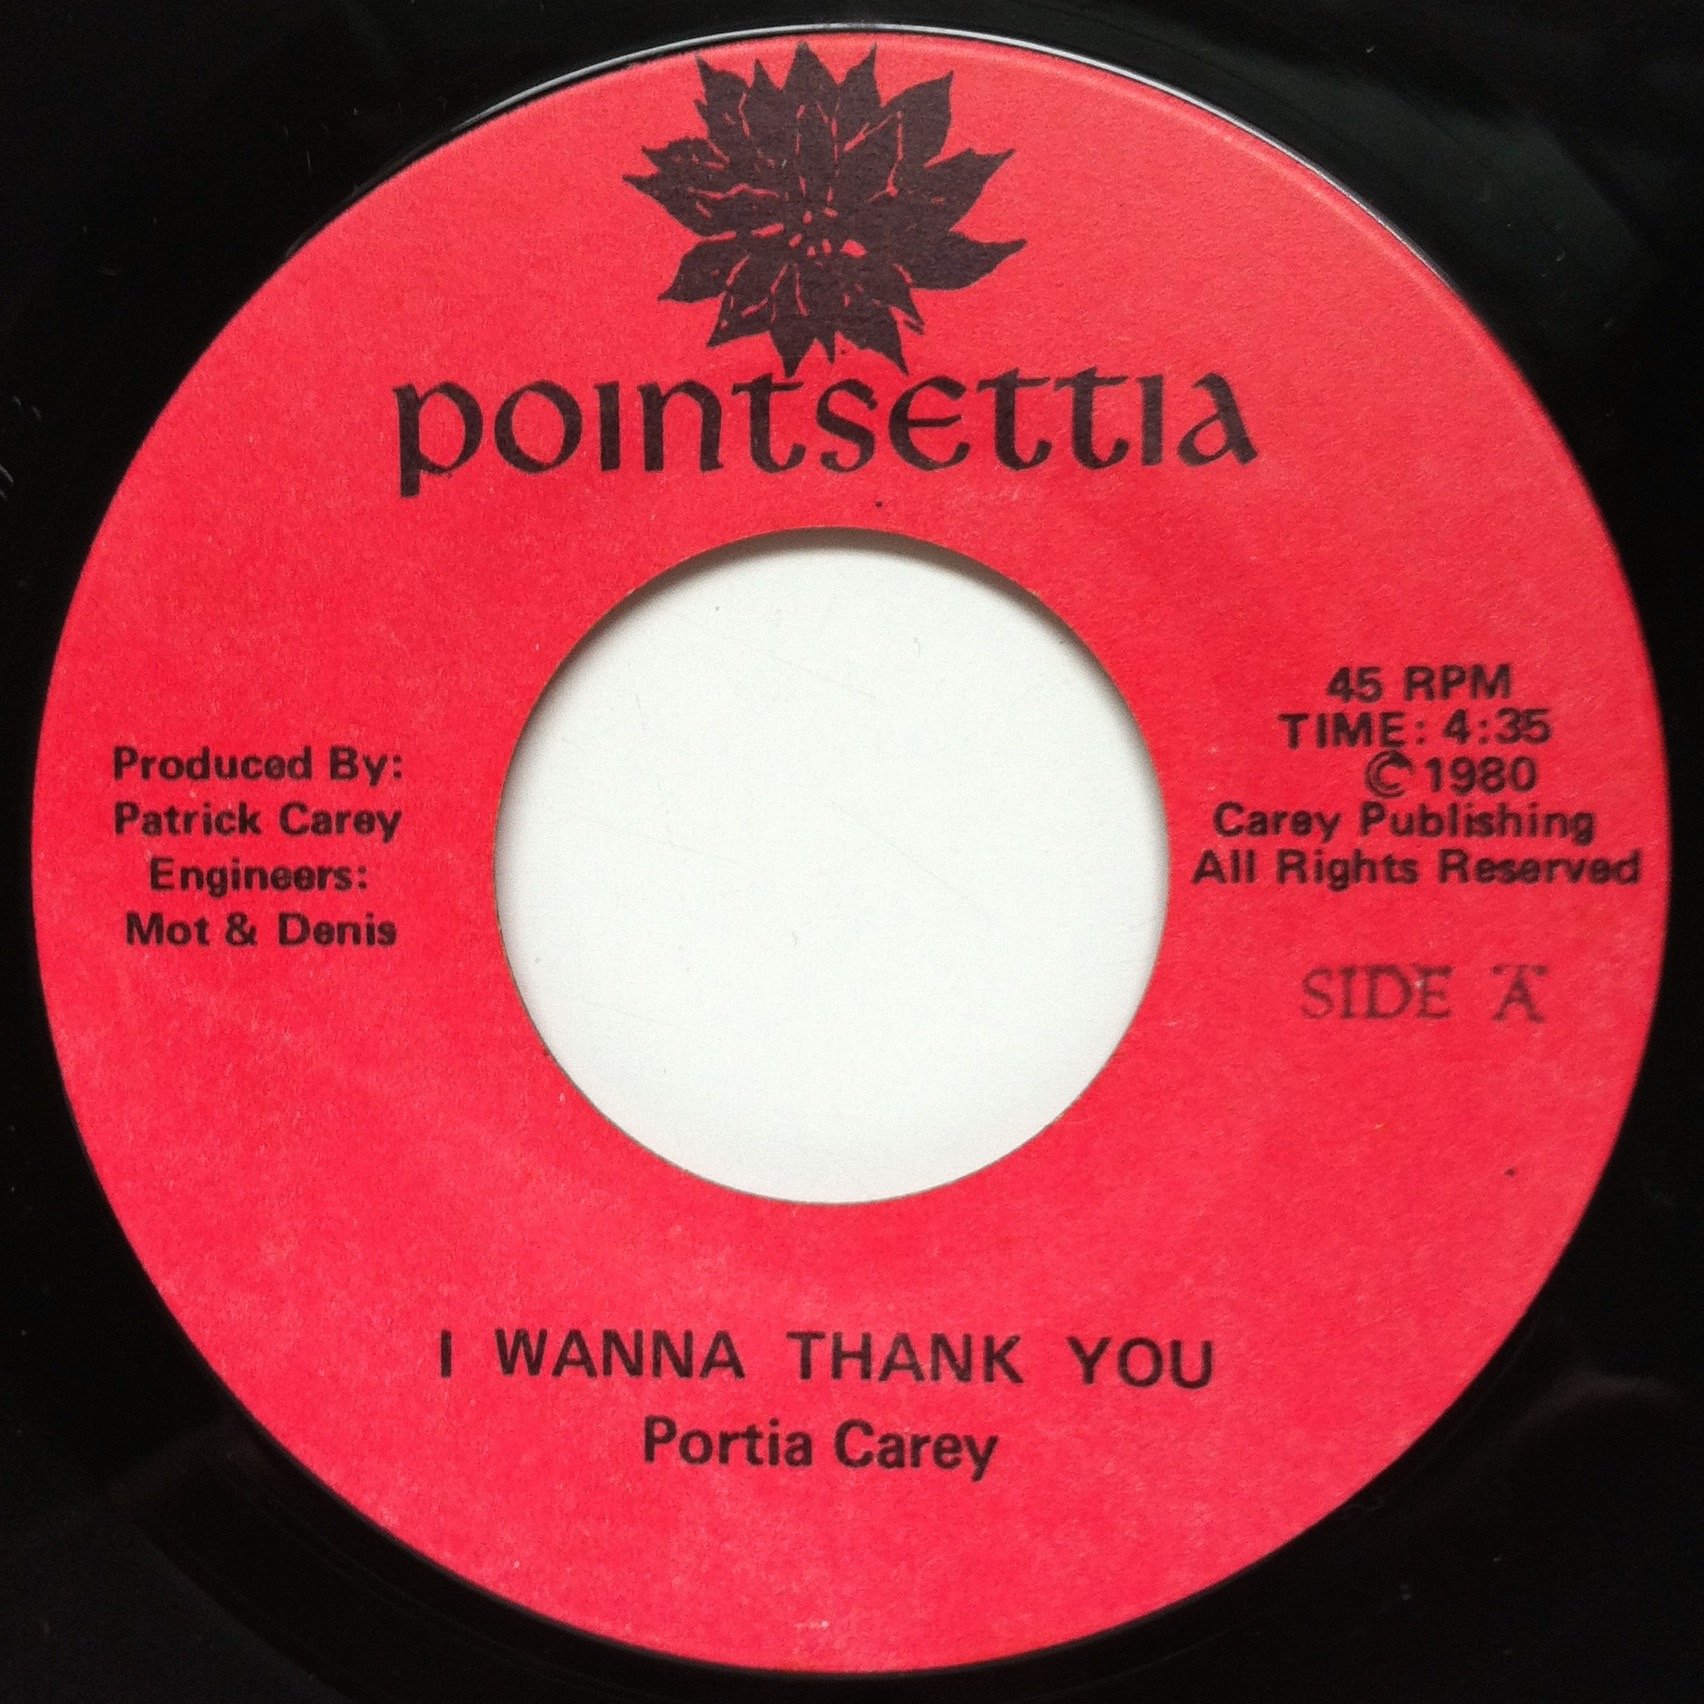 POINTSETTIA
Produced By:
Patrick Carey
Engineers:
Mot & Denis
45 RPM
TIME: 4:35
©1980
Carey Publishing
All Rights Reserved
SIDE A
I WANNA THANK YOU
Portia Carey